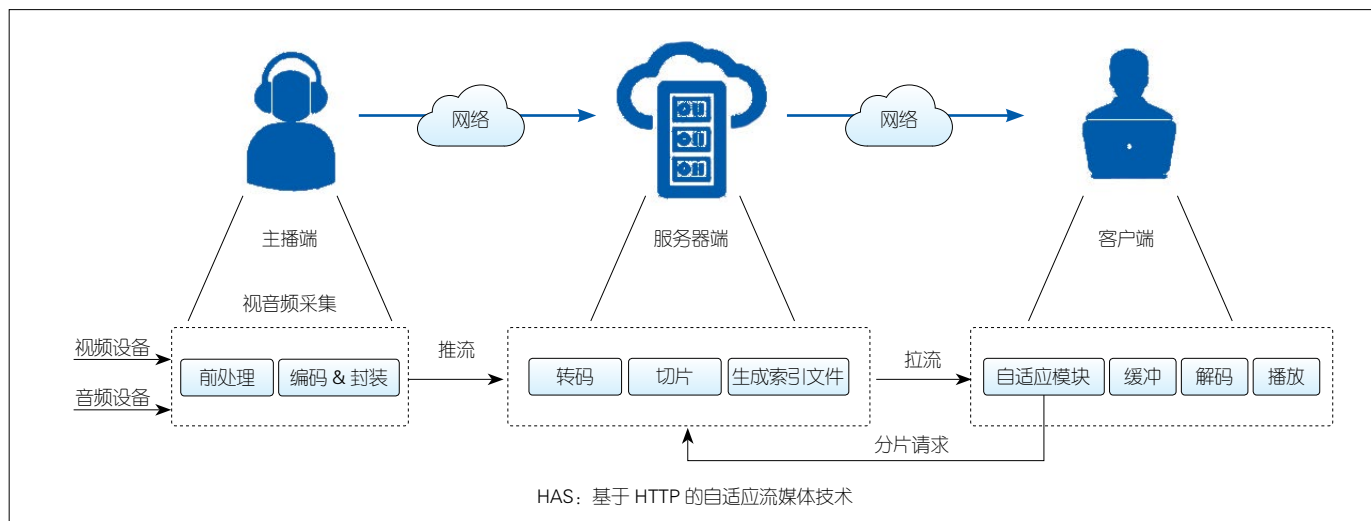 网络
网络
主播端
服务器端
客户端
视音频采集
视频设备
音频设备
前处理
编码 & 封装
推流
转码
切片
生成索引文件
拉流
自适应模块
缓冲
解码
播放
分片请求
HAS：基于 HTTP 的自适应流媒体技术